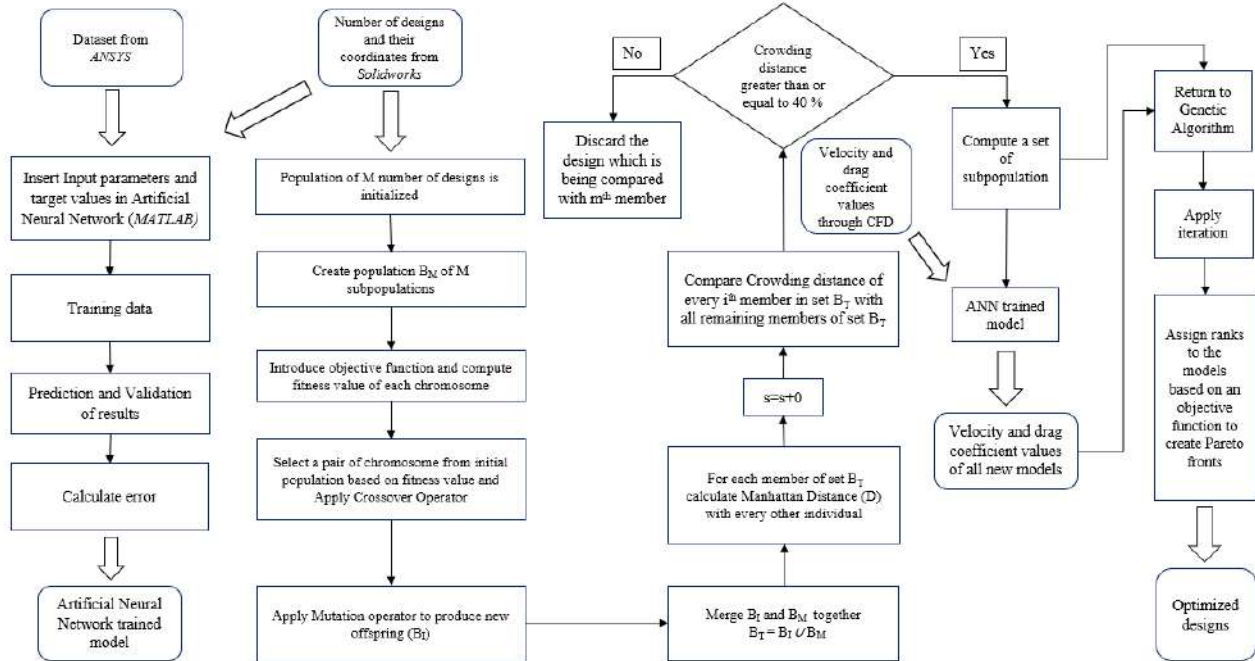 Dataset from
ANSYS
Insert Input parameters and
target values in Artificial
Neural Network (MATLAB)
Training data
Prediction and Validation
of results
Calculate error
Artificial Neural
Network trained
model
Number of designs
and their
coordinates from
Solidworks
Population of M number of designs is
initialized
Create population B_M of M
subpopulations
Introduce objective function and compute
fitness value of each chromosome
Select a pair of chromosome from initial
population based on fitness value and
Apply Crossover Operator
Apply Mutation operator to produce new
offspring (B_I)
Merge B_I and B_M together
B_T = B_I ∪ B_M
For each member of set B_T
calculate Manhattan Distance (D)
with every other individual
s=s+0
Compare Crowding distance of
every i^th member in set B_T with
all remaining members of set B_T
Crowding
distance
greater than or
equal to 40 %
No
Discard the
design which is
being compared
with m^th member
Yes
Compute a set
of
subpopulation
Velocity and
drag
coefficient
values
through CFD
ANN trained
model
Velocity and drag
coefficient values
of all new models
Return to
Genetic
Algorithm
Apply
iteration
Assign ranks
to the
models
based on an
objective
function to
create Pareto
fronts
Optimized
designs